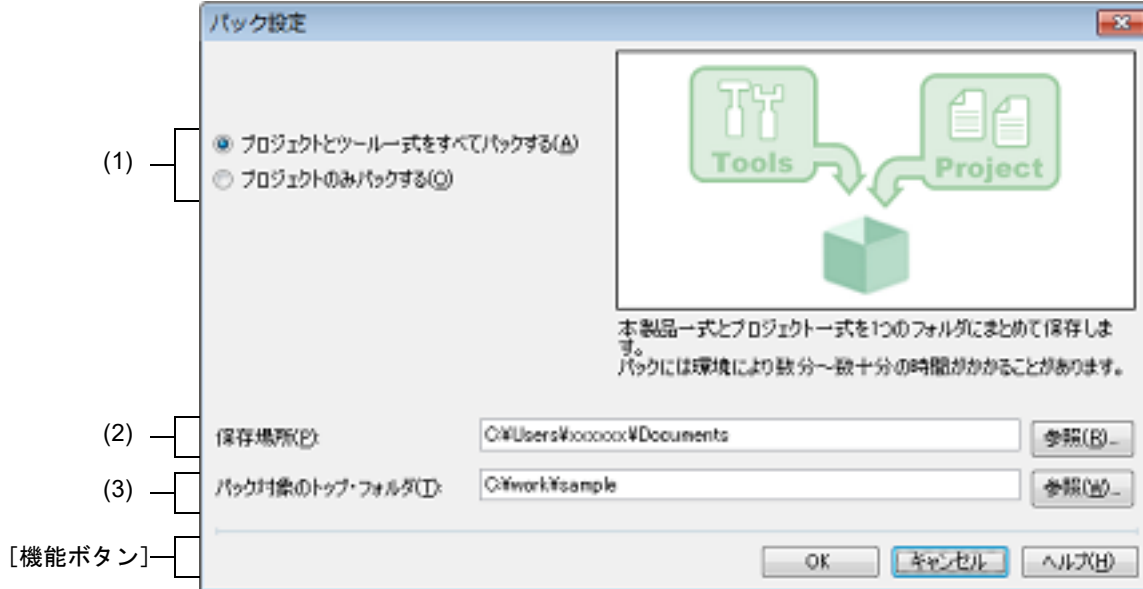 パック設定
(1)
プロジェクトとツール一式をすべてパックする(A)
プロジェクトのみパックする(O)
Tools
Project
本製品一式とプロジェクト一式を1つのフォルダにまとめて保存しま
す。
パックには環境により数分～数十分の時間がかかることがあります。
(2)
保存場所(P):
C:¥Users¥xxxxxxx¥Documents
参照(R)...
(3)
パック対象のトップ・フォルダ(T):
C:¥work¥sample
参照(W)...
[機能ボタン]
OK
キャンセル
ヘルプ(H)